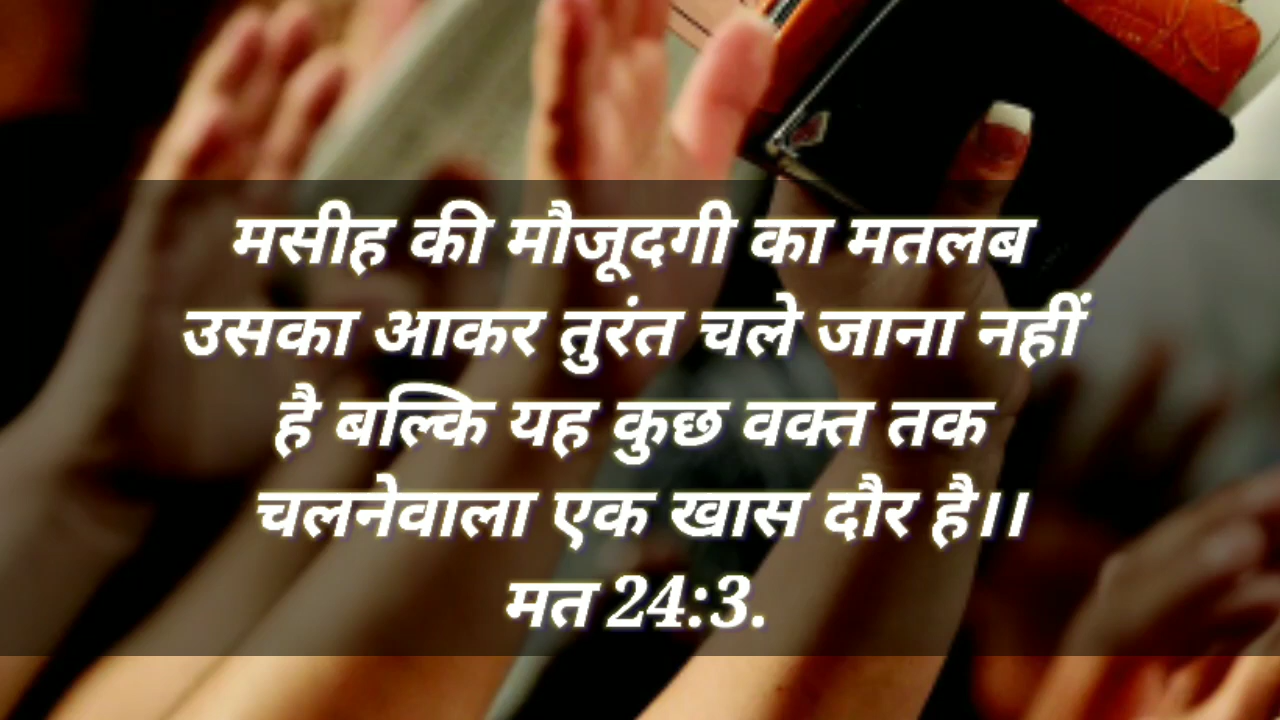 मसीह की मौजूदगी का मतलब
उसका आकर तुरंत चले जाना नहीं
है बल्कि यह कुछ वक्त तक
चलनेवाला एक खास दौर है।।
मत 24:3.